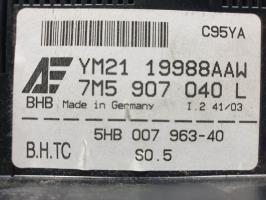 C95YA
YM21 19988AAW
7M5 907 040 L
BHB Made in Germany I.2 41/03
5HB 007 963-40
B.H.TC SO.5